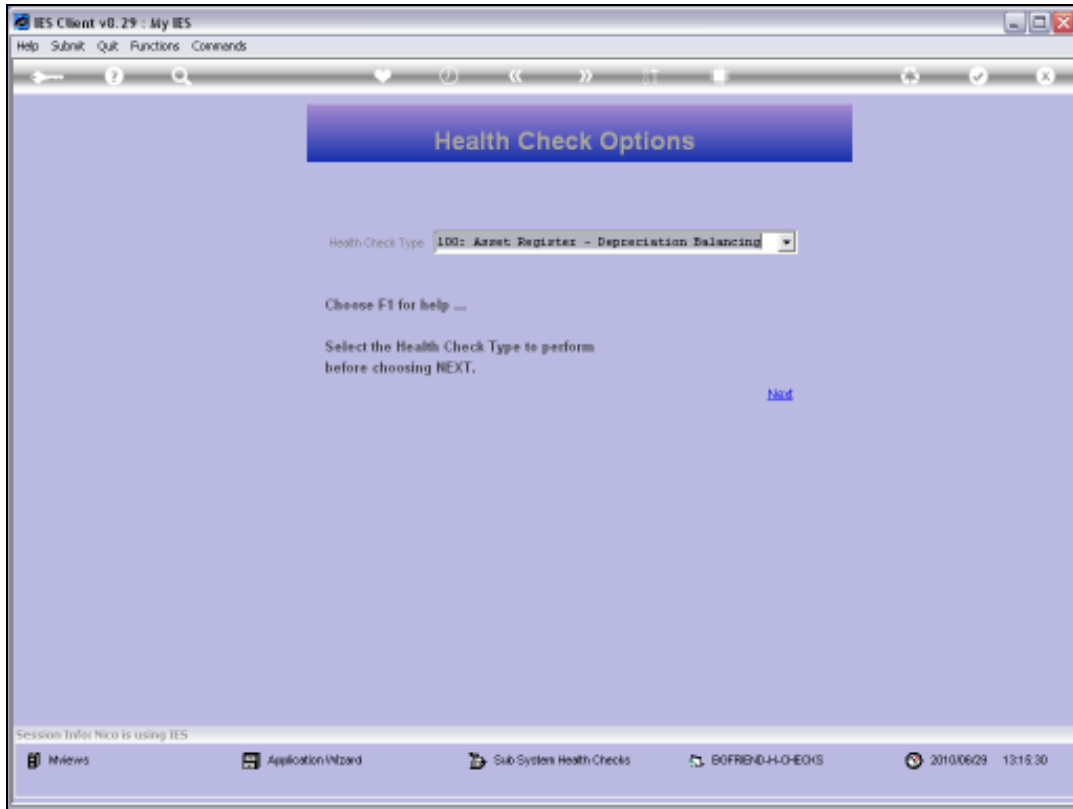 IES Client v8.29 : My IES
Help Submit Quit Functions Commands
Health Check Options
Health Check Type 100: Asset Register - Depreciation Balancing
Choose F1 for help ...
Select the Health Check Type to perform
before choosing NEXT.
Next
Session Info: Nico is using IES
Mviews Application Wizard Sub System Health Checks BOFRIEND-H-CHECKS 2010/06/29 13:15:30